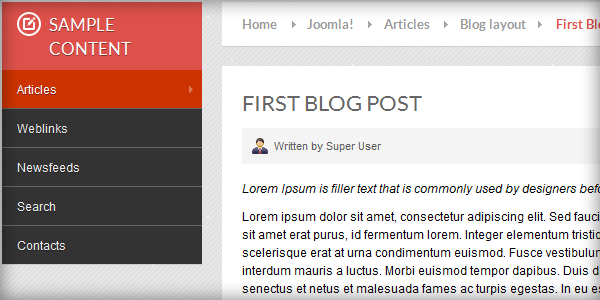 SAMPLE
CONTENT
Articles
Weblinks
Newsfeeds
Search
Contacts
Home Joomla! Articles Blog layout First Bl
FIRST BLOG POST
Written by Super User
Lorem Ipsum is filler text that is commonly used by designers befo
Lorem ipsum dolor sit amet, consectetur adipiscing elit. Sed fauci
sit amet erat purus, id fermentum lorem. Integer elementum tristic
scelerisque erat at urna condimentum euismod. Fusce vestibulum
interdum mauris a luctus. Morbi euismod tempor dapibus. Duis d
senectus et netus et malesuada fames ac turpis egestas. In eu es